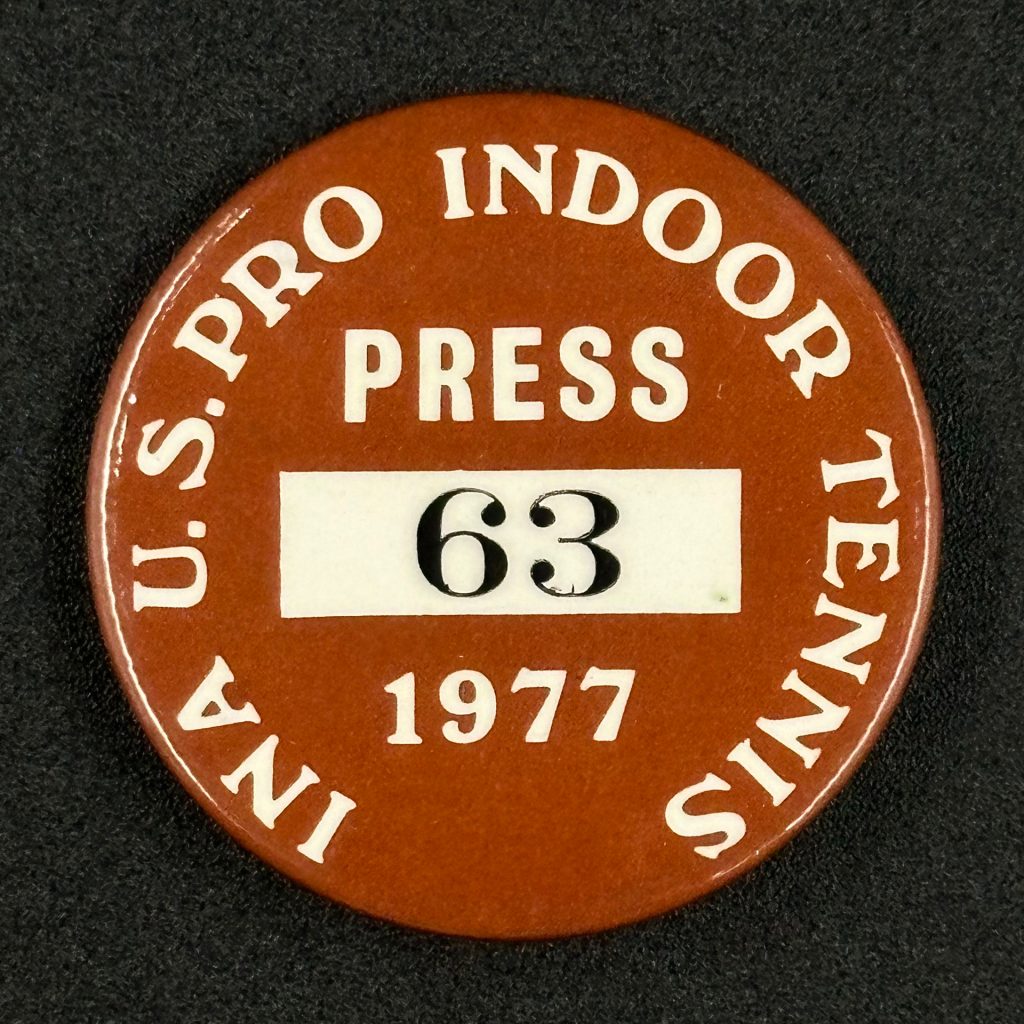 INA U.S. PRO INDOOR TENNIS
PRESS
63
1977